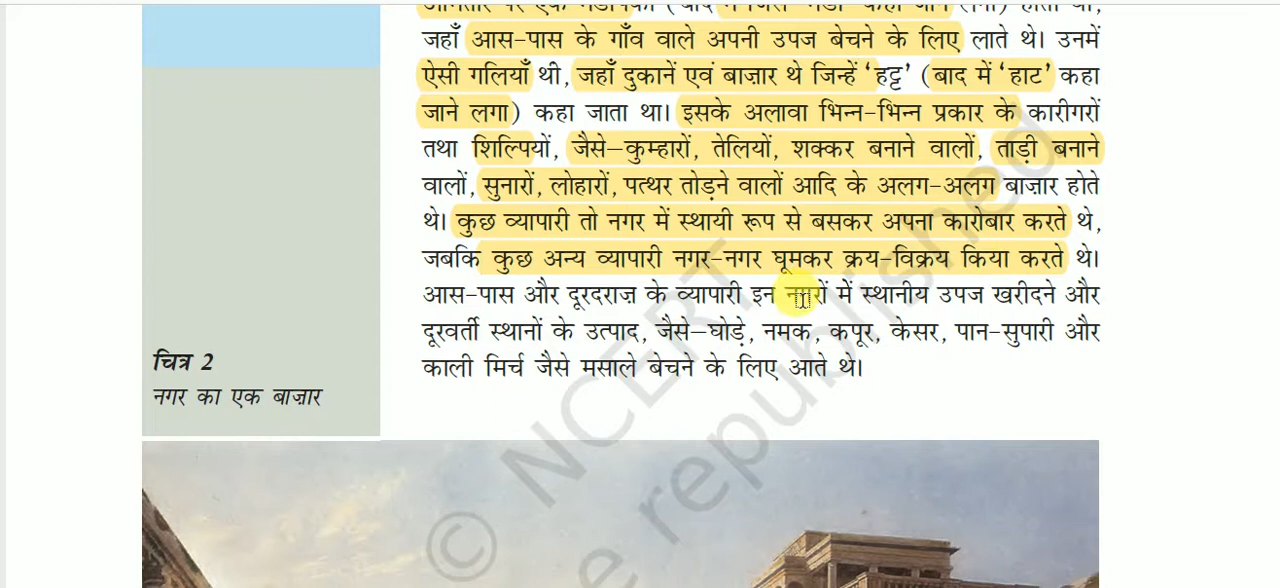 जहाँ आस-पास के गाँव वाले अपनी उपज बेचने के लिए लाते थे। उनमें
ऐसी गलियाँ थी, जहाँ दुकानें एवं बाज़ार थे जिन्हें ‘हट्ट’ (बाद में ‘हाट’ कहा
जाने लगा) कहा जाता था। इसके अलावा भिन्न-भिन्न प्रकार के कारीगरों
तथा शिल्पियों, जैसे—कुम्हारों, तेलियों, शक्कर बनाने वालों, ताड़ी बनाने
वालों, सुनारों, लोहारों, पत्थर तोड़ने वालों आदि के अलग-अलग बाज़ार होते
थे। कुछ व्यापारी तो नगर में स्थायी रूप से बसकर अपना कारोबार करते थे,
जबकि कुछ अन्य व्यापारी नगर-नगर घूमकर क्रय-विक्रय किया करते थे।
आस-पास और दूरदराज़ के व्यापारी इन नगरों में स्थानीय उपज खरीदने और
दूरवर्ती स्थानों के उत्पाद, जैसे—घोड़े, नमक, कपूर, केसर, पान-सुपारी और
काली मिर्च जैसे मसाले बेचने के लिए आते थे।
चित्र 2
नगर का एक बाज़ार
© NCERT
republished